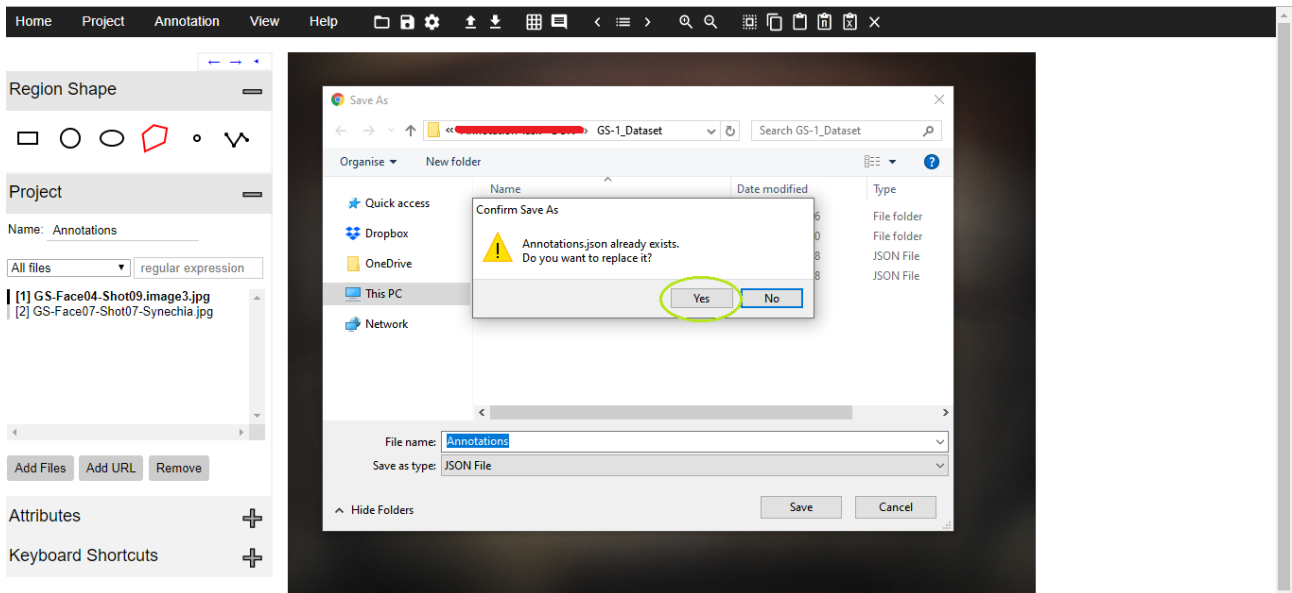 Home Project Annotation View Help
Region Shape
Project
Name: Annotations
All files regular expression
[1] GS-Face04-Shot09.image3.jpg
[2] GS-Face07-Shot07-Synechia.jpg
Add Files Add URL Remove
Attributes
Keyboard Shortcuts
Save As
« GS-1_Dataset Search GS-1_Dataset
Organise New folder
Name Date modified Type
Quick access
Dropbox
OneDrive
This PC
Network
6 File folder
0 File folder
8 JSON File
8 JSON File
Confirm Save As
Annotations.json already exists.
Do you want to replace it?
Yes No
File name: Annotations
Save as type: JSON File
Hide Folders Save Cancel